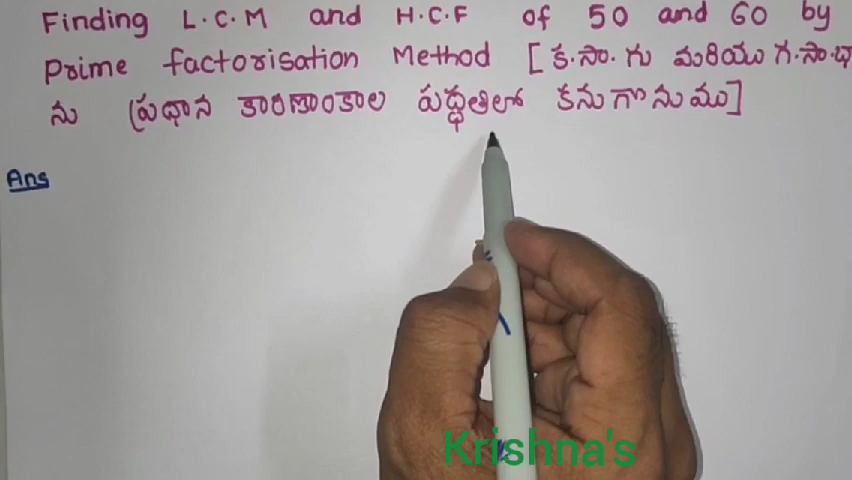 Finding L.C.M and H.C.F of 50 and 60 by
Prime factorisation Method [క.సా.గు మరియు గ.సా.భా
ను ప్రధాన కారణాంకాల పద్ధతిలో కనుగొనుము]
Ans
Krishna's